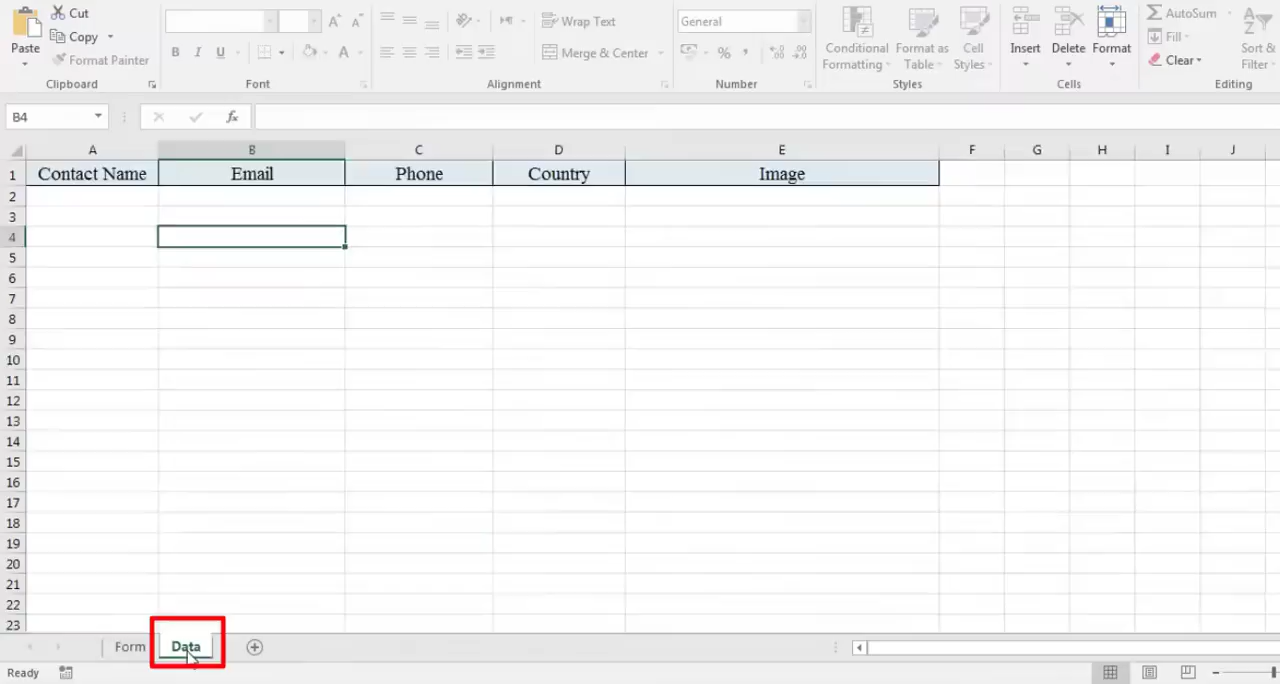 Cut
Copy
Format Painter
Paste
Clipboard
B I U A
Font
Wrap Text
Merge & Center
Alignment
General
%
Number
Conditional Formatting
Format as Table
Cell Styles
Styles
Insert
Delete
Format
Cells
AutoSum
Fill
Clear
Sort &
Filter
Editing
B4
fx
A B C D E F G H I J
1 Contact Name Email Phone Country Image
2
3
4
5
6
7
8
9
10
11
12
13
14
15
16
17
18
19
20
21
22
23
Form Data
Ready